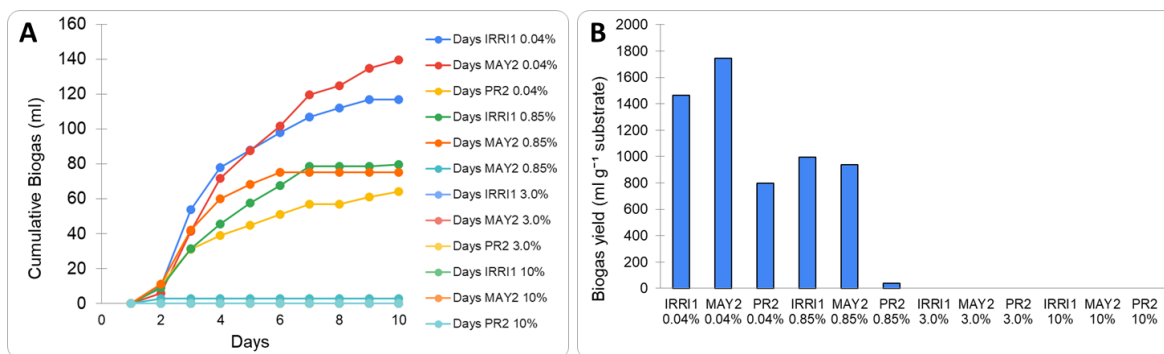 A
160
140
120
100
80
60
40
20
0
0
2
4
6
8
10
Cumulative Biogas (ml)
Days
Days IRRI1 0.04%
Days MAY2 0.04%
Days PR2 0.04%
Days IRRI1 0.85%
Days MAY2 0.85%
Days MAY2 0.85%
Days IRRI1 3.0%
Days MAY2 3.0%
Days PR2 3.0%
Days IRRI1 10%
Days MAY2 10%
Days PR2 10%
B
2000
1800
1600
1400
1200
1000
800
600
400
200
0
Biogas yield (ml g⁻¹ substrate)
IRRI1 MAY2 PR2 IRRI1 MAY2 PR2 IRRI1 MAY2 PR2 IRRI1 MAY2 PR2
0.04% 0.04% 0.04% 0.85% 0.85% 0.85% 3.0% 3.0% 3.0% 10% 10% 10%